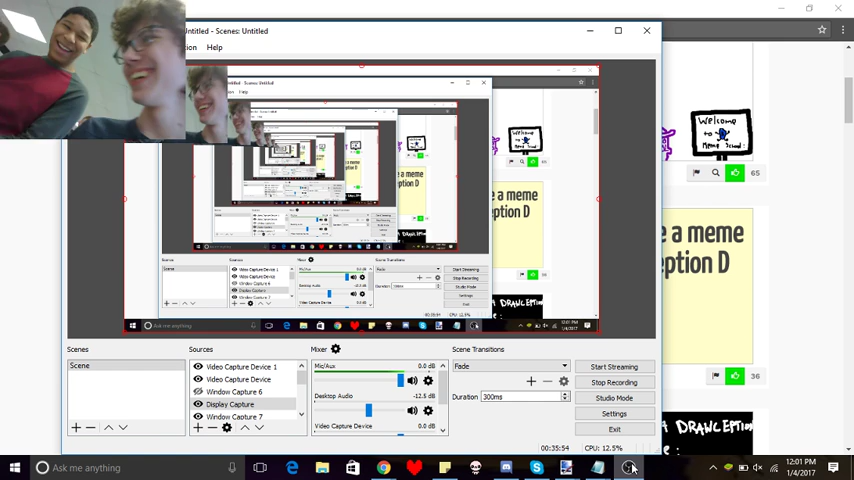 Untitled - Scenes: Untitled
tion Help
Welcome
to
Meme School:
65
e a meme
eption D
36
A DRAWCEPTION
Scenes
Sources
Mixer
Scene Transitions
Scene
Video Capture Device 1
Video Capture Device
Window Capture 6
Display Capture
Window Capture 7
Mic/Aux
0.0 dB
Desktop Audio
-12.5 dB
Video Capture Device
0.0 dB
Fade
Duration 300ms
Start Streaming
Stop Recording
Studio Mode
Settings
Exit
00:35:54
CPU: 12.5%
Ask me anything
12:01 PM
1/4/2017